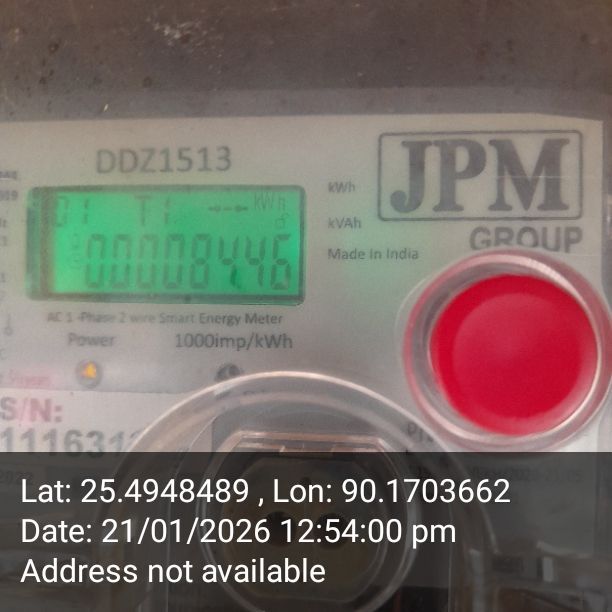 DDZ1513
JPM
GROUP
kWh
kVAh
Made In India
01 T1 kWh
AC 1 -Phase 2 wire Smart Energy Meter
Power 1000imp/kWh
S/N:
Lat: 25.4948489 , Lon: 90.1703662
Date: 21/01/2026 12:54:00 pm
Address not available